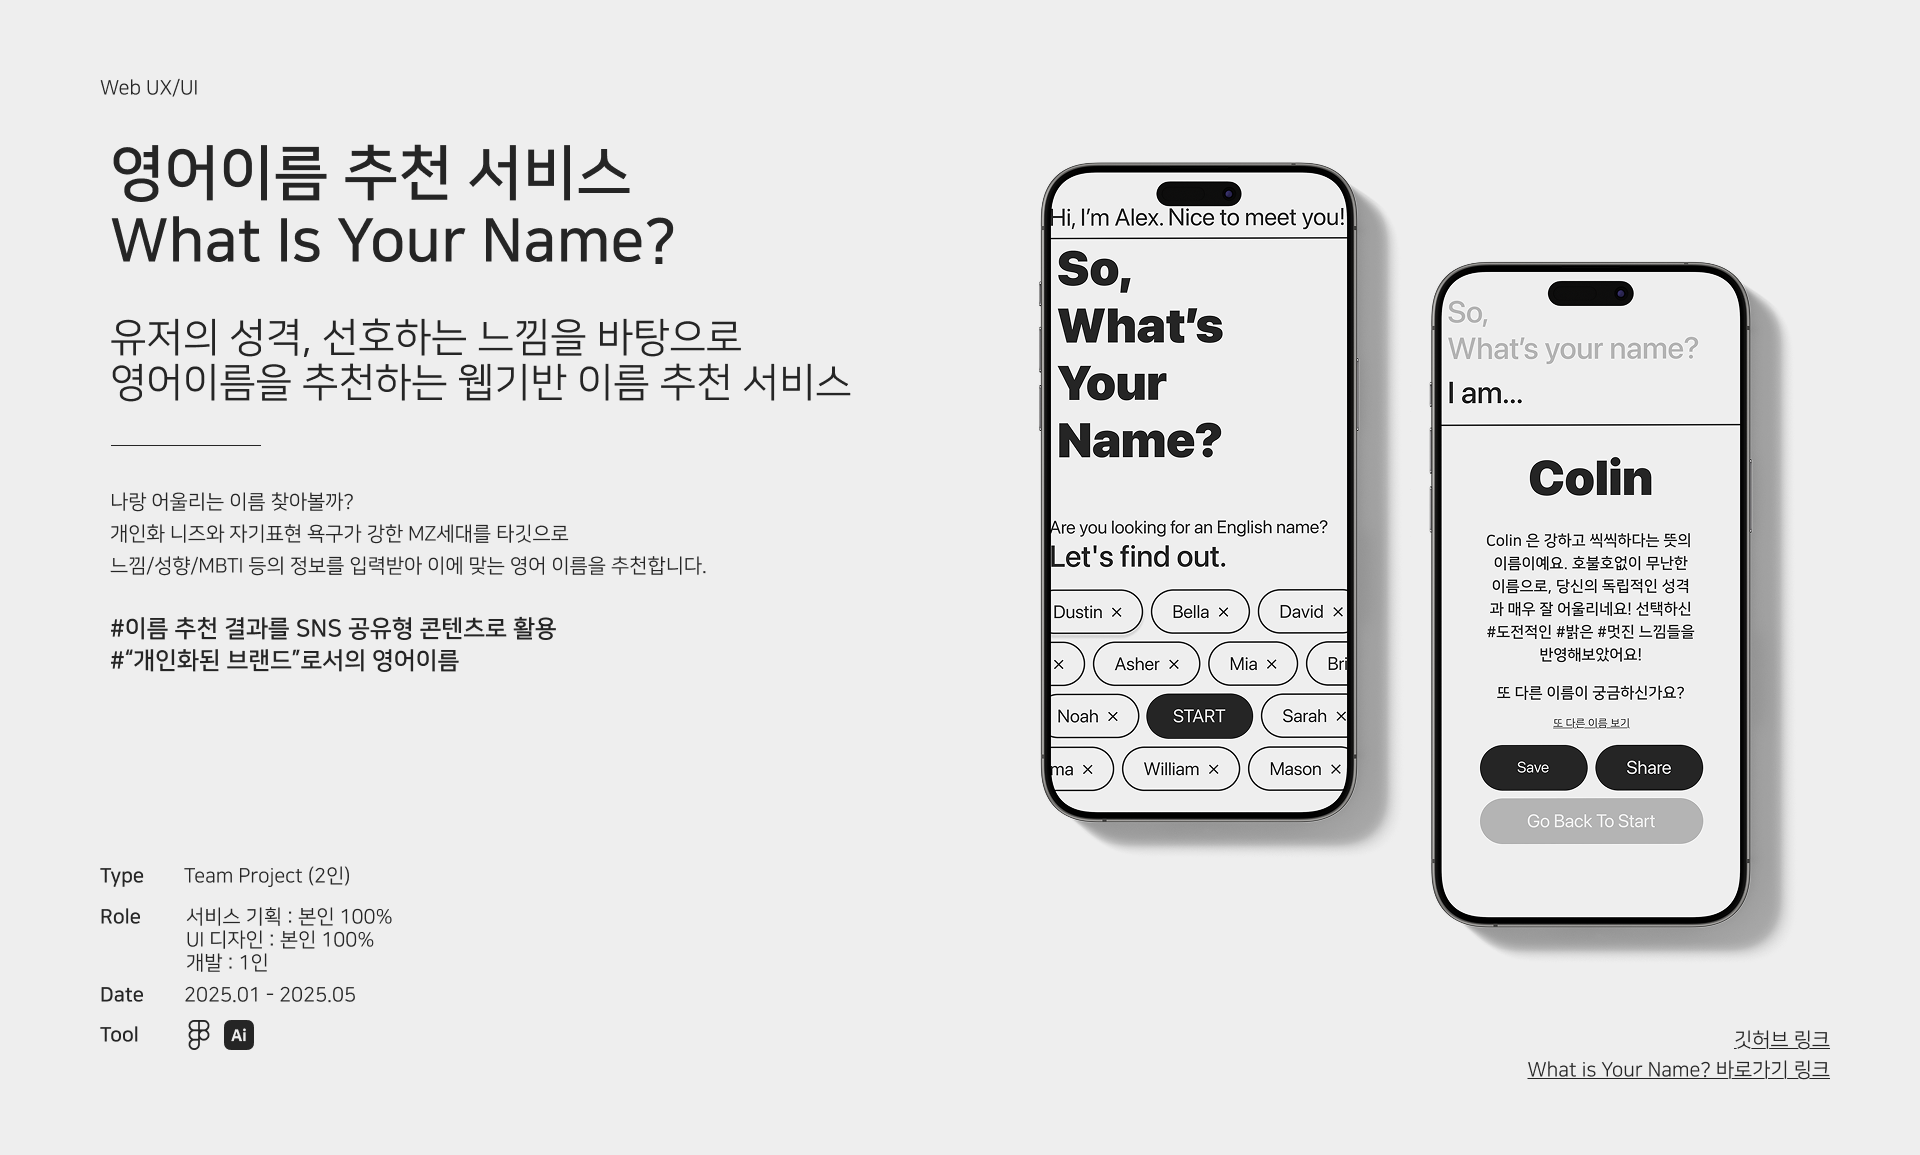 Web UX/UI
영어이름 추천 서비스
What Is Your Name?
유저의 성격, 선호하는 느낌을 바탕으로
영어이름을 추천하는 웹기반 이름 추천 서비스
나랑 어울리는 이름 찾아볼까?
개인화 니즈와 자기표현 욕구가 강한 MZ세대를 타깃으로
느낌/성향/MBTI 등의 정보를 입력받아 이에 맞는 영어 이름을 추천합니다.
#이름 추천 결과를 SNS 공유형 콘텐츠로 활용
#“개인화된 브랜드”로서의 영어이름
Type Team Project (2인)
Role 서비스 기획 : 본인 100%
UI 디자인 : 본인 100%
개발 : 1인
Date 2025.01 - 2025.05
Tool Ai
Hi, I’m Alex. Nice to meet you!
So,
What’s
Your
Name?
Are you looking for an English name?
Let's find out.
Dustin × Bella × David ×
× Asher × Mia × Bri
Noah × START Sarah ×
ma × William × Mason ×
So,
What’s your name?
I am...
Colin
Colin 은 강하고 씩씩하다는 뜻의
이름이예요. 호불호없이 무난한
이름으로, 당신의 독립적인 성격
과 매우 잘 어울리네요! 선택하신
#도전적인 #밝은 #멋진 느낌들을
반영해보았어요!
또 다른 이름이 궁금하신가요?
또 다른 이름 보기
Save Share
Go Back To Start
깃허브 링크
What is Your Name? 바로가기 링크